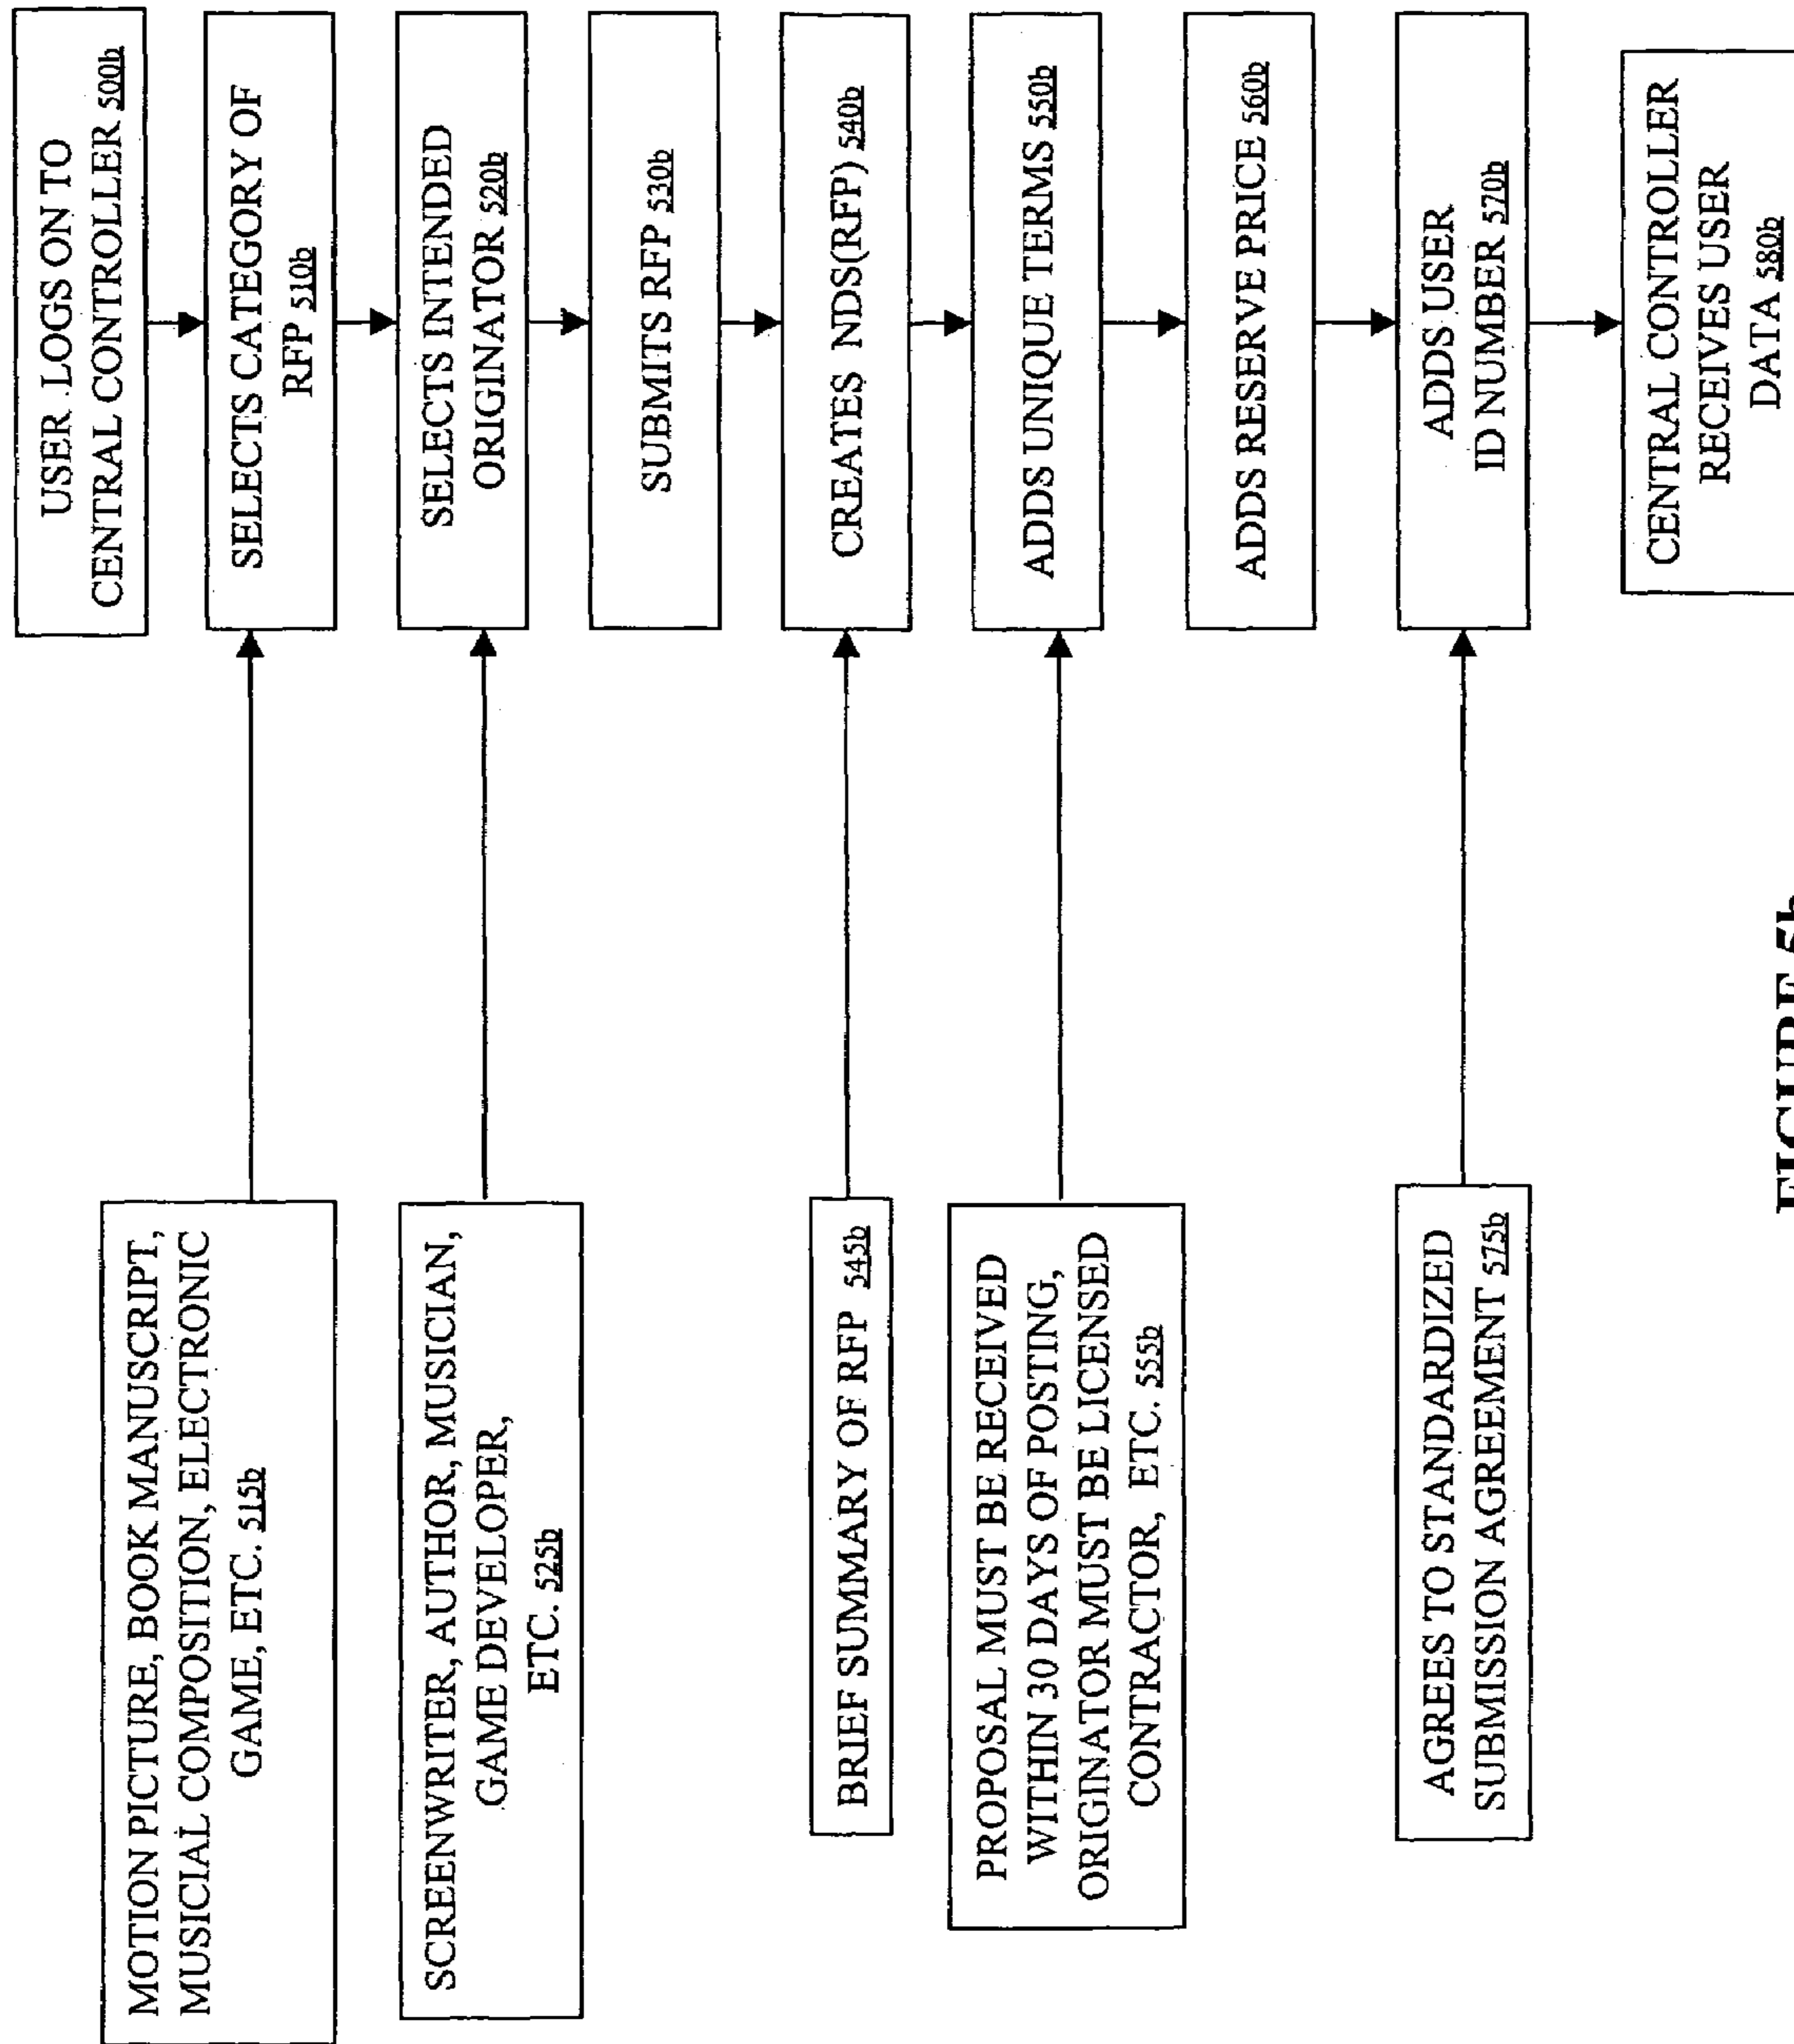 USER LOGS ON TO
CENTRAL CONTROLLER 500b
SELECTS CATEGORY OF
RFP 510b
MOTION PICTURE, BOOK MANUSCRIPT,
MUSICIAL COMPOSITION, ELECTRONIC
GAME, ETC. 515b
SELECTS INTENDED
ORIGINATOR 520b
SCREENWRITER, AUTHOR, MUSICIAN,
GAME DEVELOPER,
ETC. 525b
SUBMITS RFP 530b
CREATES NDS(RFP) 540b
BRIEF SUMMARY OF RFP 545b
ADDS UNIQUE TERMS 550b
PROPOSAL MUST BE RECEIVED
WITHIN 30 DAYS OF POSTING,
ORIGINATOR MUST BE LICENSED
CONTRACTOR, ETC. 555b
ADDS RESERVE PRICE 560b
ADDS USER
ID NUMBER 570b
AGREES TO STANDARDIZED
SUBMISSION AGREEMENT 575b
CENTRAL CONTROLLER
RECEIVES USER
DATA 580b
FIGURE 5b